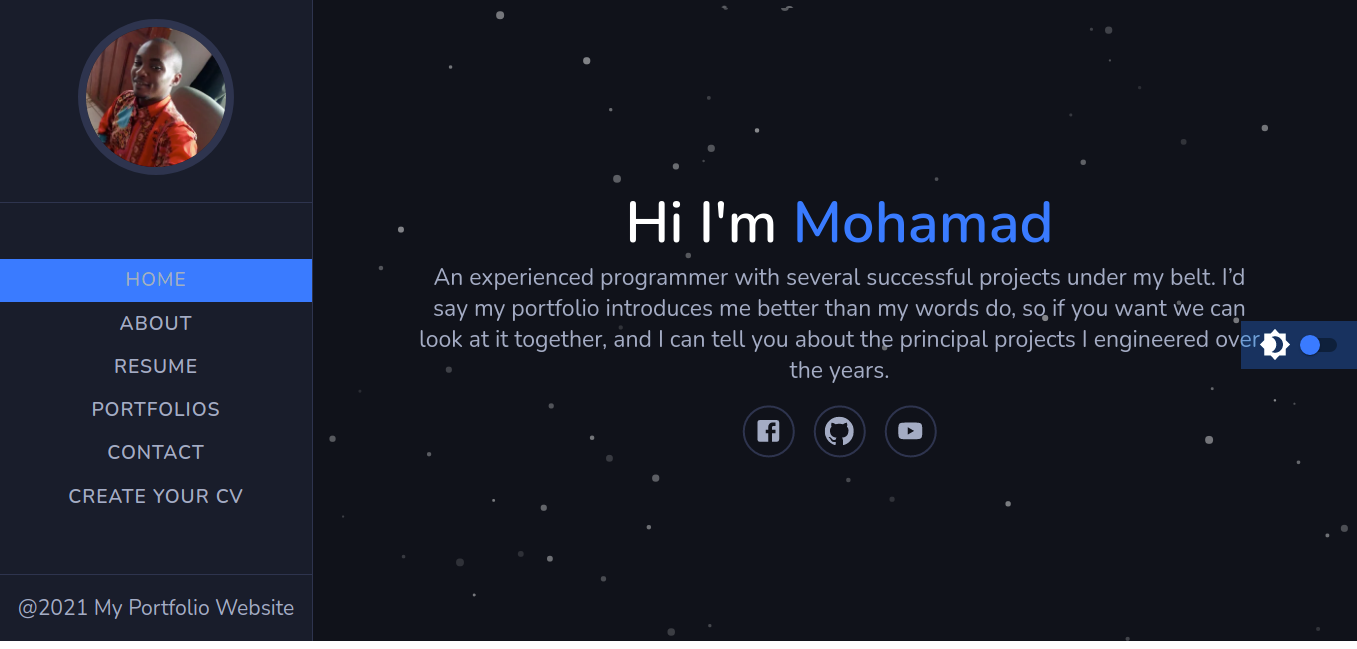 HOME
ABOUT
RESUME
PORTFOLIOS
CONTACT
CREATE YOUR CV
@2021 My Portfolio Website
Hi I'm Mohamad
An experienced programmer with several successful projects under my belt. I’d
say my portfolio introduces me better than my words do, so if you want we can
look at it together, and I can tell you about the principal projects I engineered over
the years.